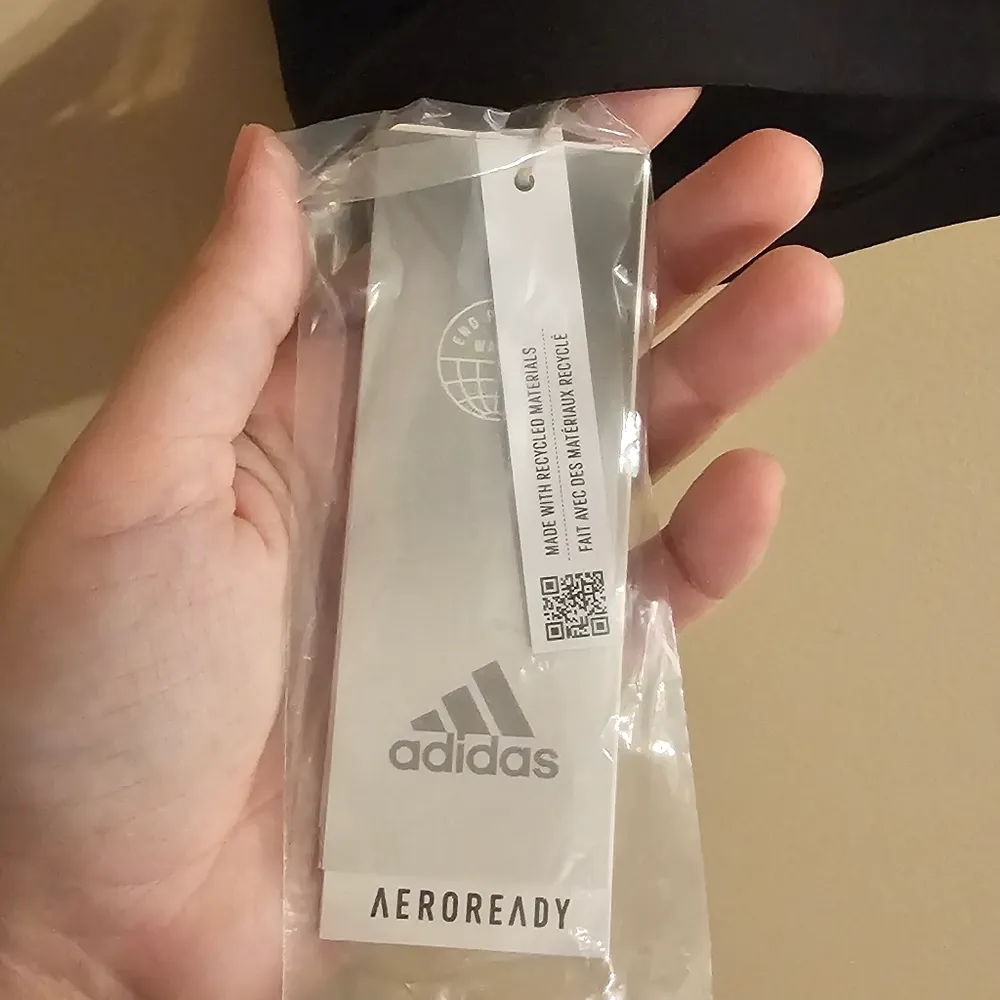 MADE WITH RECYCLED MATERIALS
FAIT AVEC DES MATÉRIAUX RECYCLÉ
adidas
AEROREADY